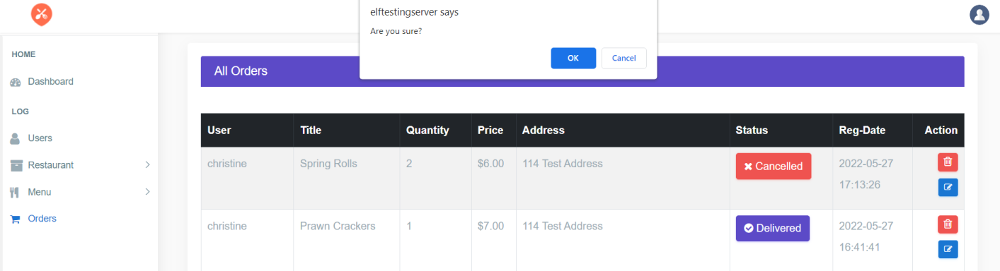 elftestingserver says
Are you sure?
OK Cancel
HOME
Dashboard
LOG
Users
Restaurant
Menu
Orders
All Orders
User Title Quantity Price Address Status Reg-Date Action
christine Spring Rolls 2 $6.00 114 Test Address Cancelled 2022-05-27
17:13:26
christine Prawn Crackers 1 $7.00 114 Test Address Delivered 2022-05-27
16:41:41